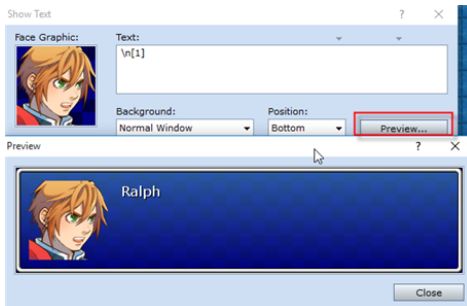 Show Text ? ×
Face Graphic: Text:
\n[1]
Background: Position:
Normal Window Bottom Preview...
Preview ? ×
Ralph
Close